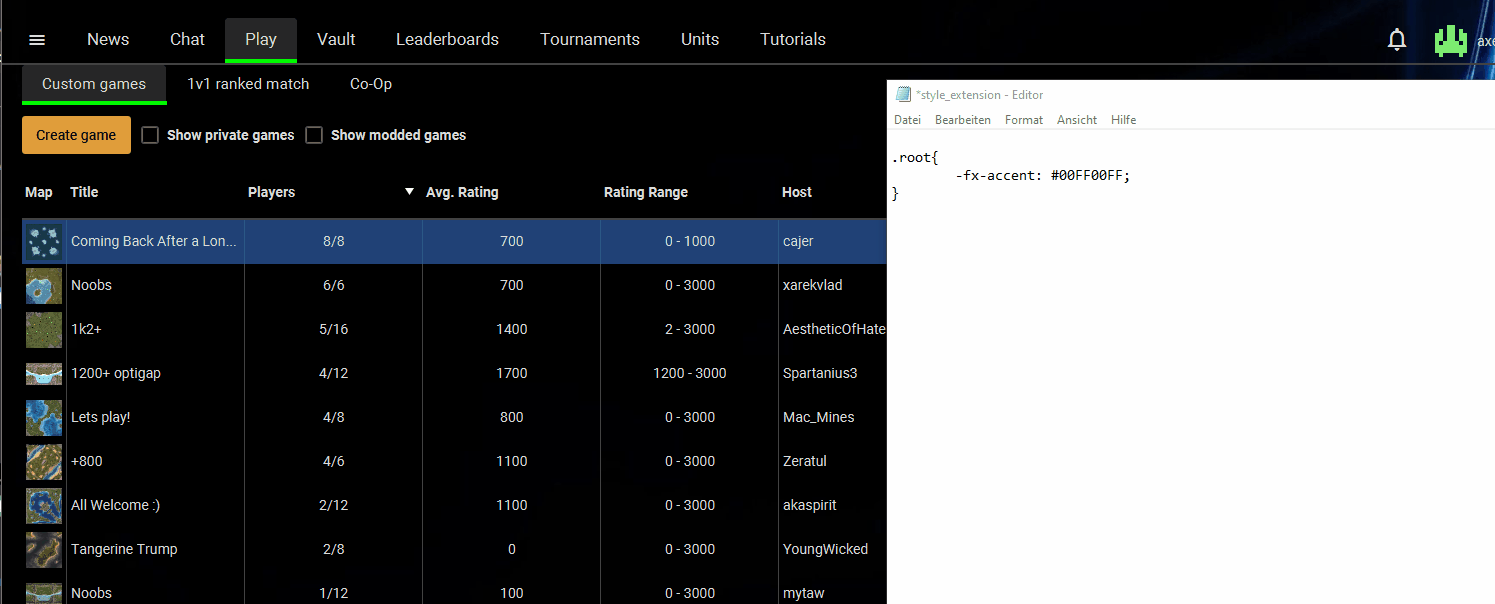 News Chat Play Vault Leaderboards Tournaments Units Tutorials axe
Custom games 1v1 ranked match Co-Op
Create game Show private games Show modded games
Map Title Players Avg. Rating Rating Range Host
Coming Back After a Lon... 8/8 700 0 - 1000 cajer
Noobs 6/6 700 0 - 3000 xarekvlad
1k2+ 5/16 1400 2 - 3000 AestheticOfHate
1200+ optigap 4/12 1700 1200 - 3000 Spartanius3
Lets play! 4/8 800 0 - 3000 Mac_Mines
+800 4/6 1100 0 - 3000 Zeratul
All Welcome :) 2/12 1100 0 - 3000 akaspirit
Tangerine Trump 2/8 0 0 - 3000 YoungWicked
Noobs 1/12 100 0 - 3000 mytaw
*style_extension - Editor
Datei Bearbeiten Format Ansicht Hilfe
.root{
-fx-accent: #00FF00FF;
}